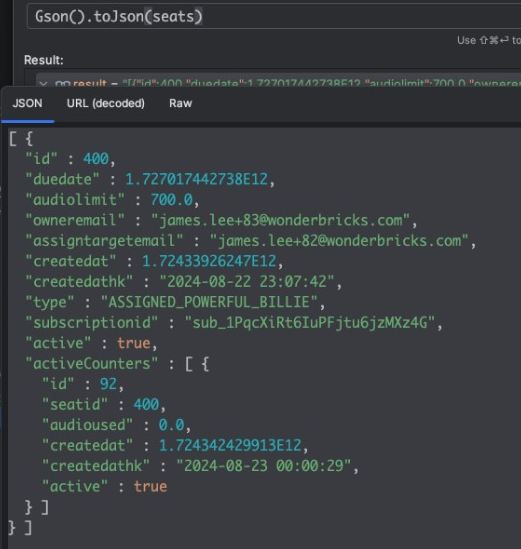 Gson().toJson(seats)
Use ⇧⌘⏎ to
Result:
result = "[{"id":400,"duedate":1.727017442738E12,"audiolimit":700.0,"owneremail
JSON URL (decoded) Raw
[ {
"id" : 400,
"duedate" : 1.727017442738E12,
"audiolimit" : 700.0,
"owneremail" : "james.lee+83@wonderbricks.com",
"assigntargetemail" : "james.lee+82@wonderbricks.com",
"createdat" : 1.72433926247E12,
"createdathk" : "2024-08-22 23:07:42",
"type" : "ASSIGNED_POWERFUL_BILLIE",
"subscriptionid" : "sub_1PqcXiRt6IuPFjtu6jzMXz4G",
"active" : true,
"activeCounters" : [ {
"id" : 92,
"seatid" : 400,
"audioused" : 0.0,
"createdat" : 1.724342429913E12,
"createdathk" : "2024-08-23 00:00:29",
"active" : true
} ]
} ]